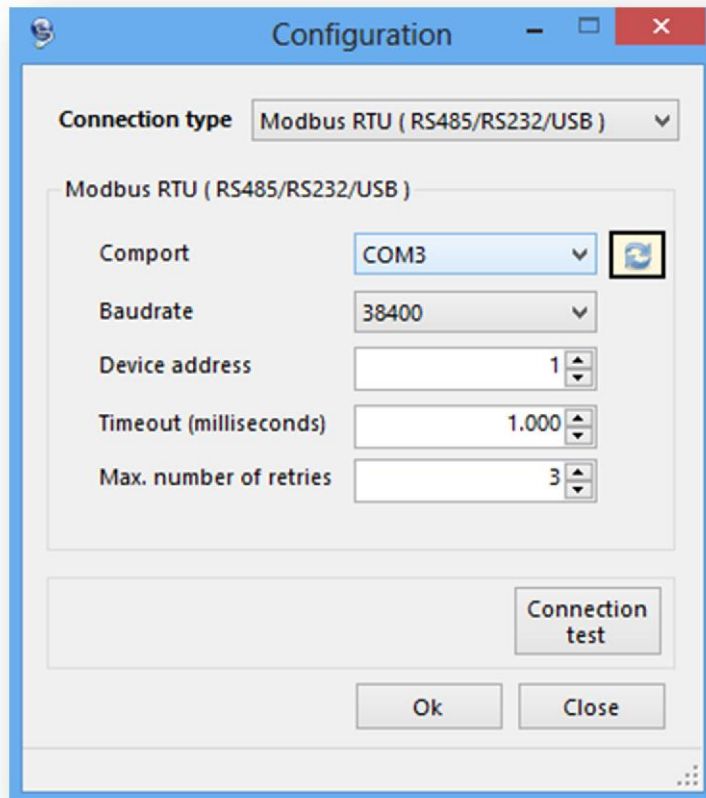 Configuration
Connection type Modbus RTU ( RS485/RS232/USB )
Modbus RTU ( RS485/RS232/USB )
Comport COM3
Baudrate 38400
Device address 1
Timeout (milliseconds) 1.000
Max. number of retries 3
Connection
test
Ok Close